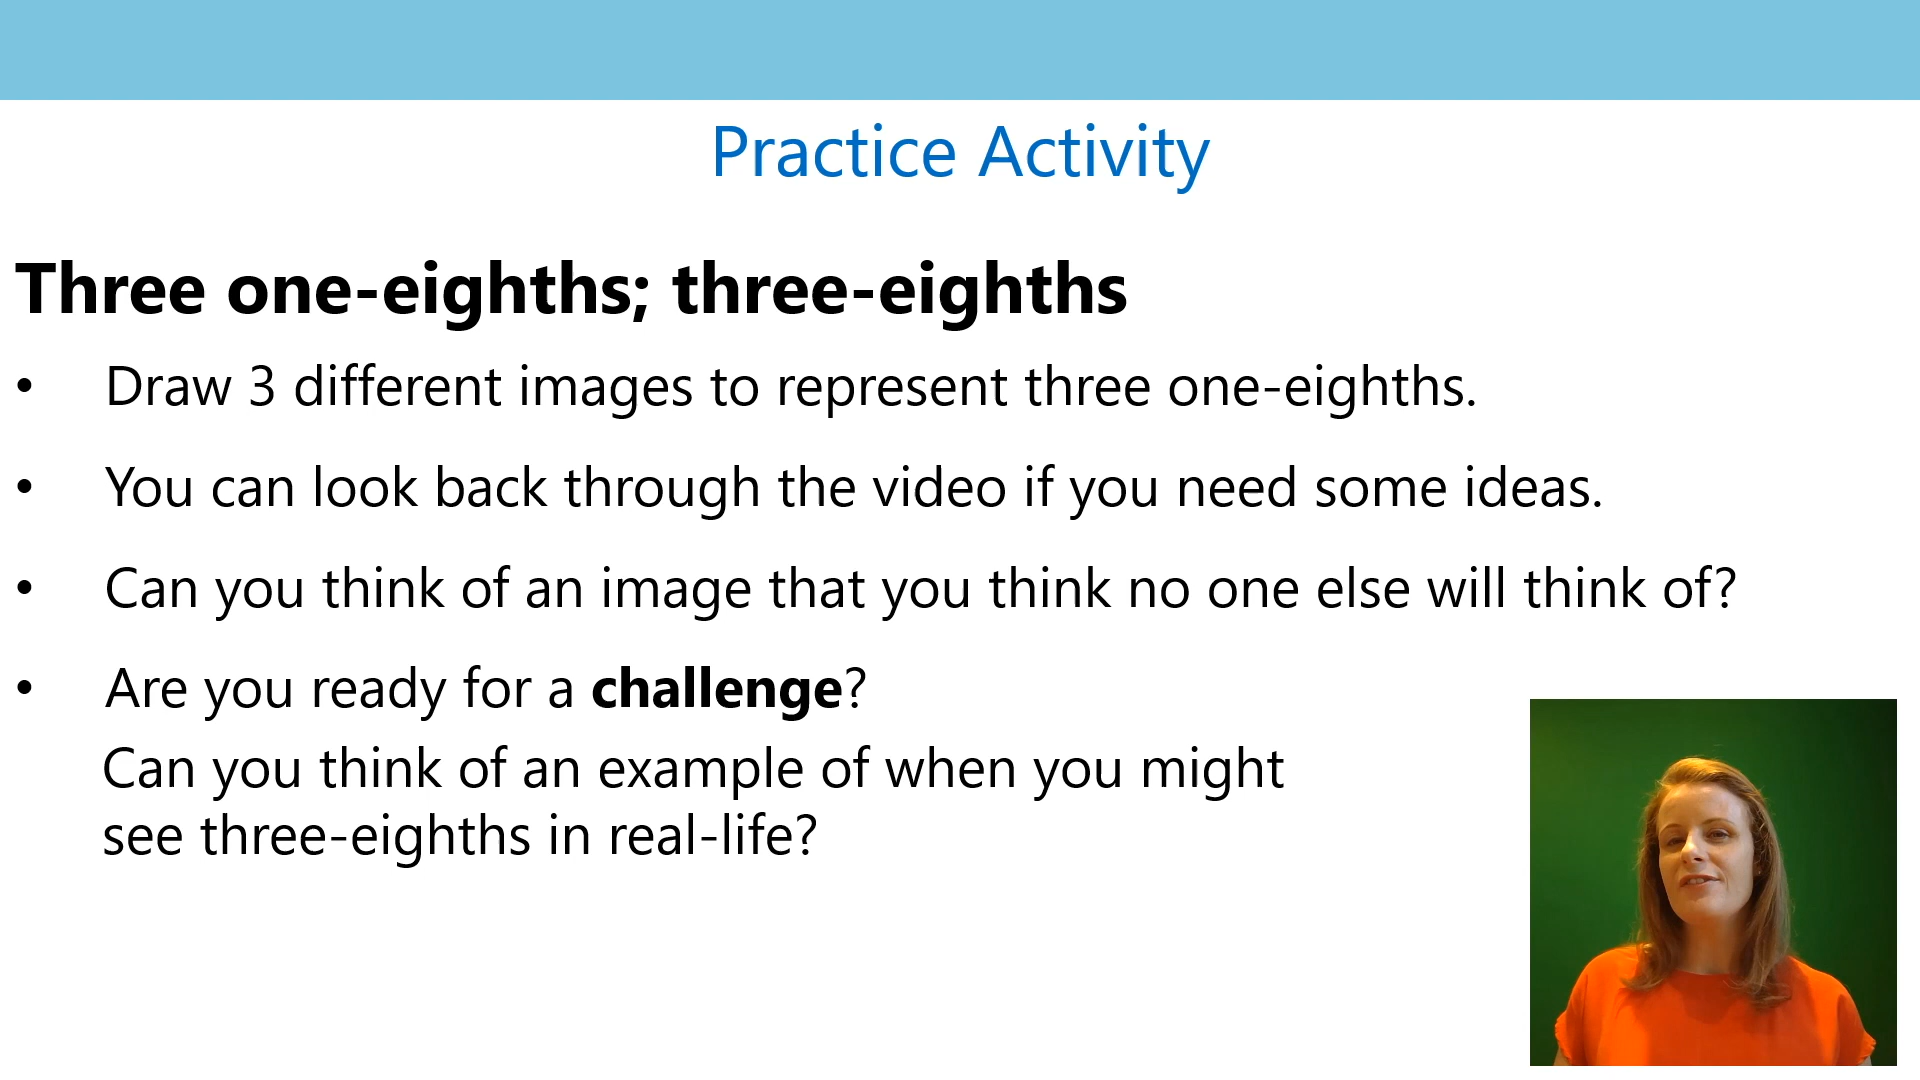 Practice Activity
Three one-eighths; three-eighths
• Draw 3 different images to represent three one-eighths.
• You can look back through the video if you need some ideas.
• Can you think of an image that you think no one else will think of?
• Are you ready for a challenge?
Can you think of an example of when you might
see three-eighths in real-life?